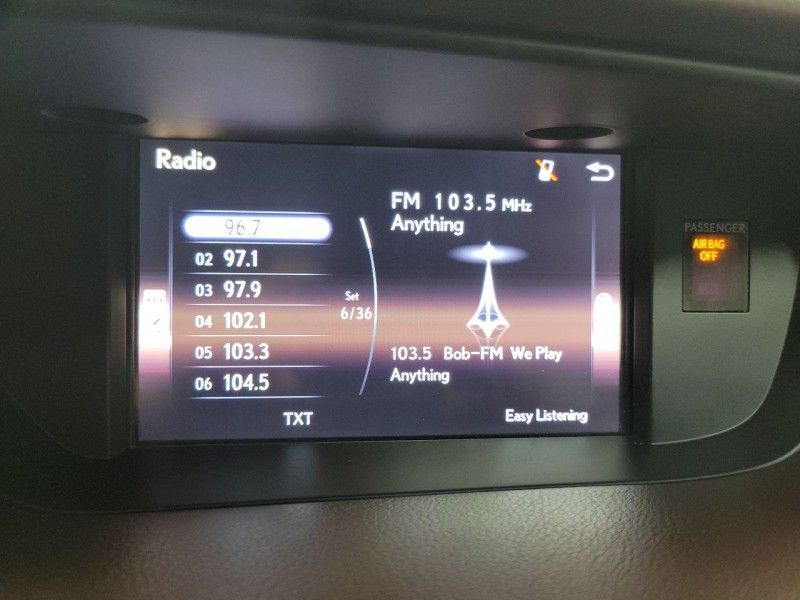 Radio
96.7
02 97.1
03 97.9
04 102.1
05 103.3
06 104.5
Set
6/36
TXT
FM 103.5 MHz
Anything
103.5 Bob-FM We Play
Anything
Easy Listening
PASSENGER
AIR BAG
OFF